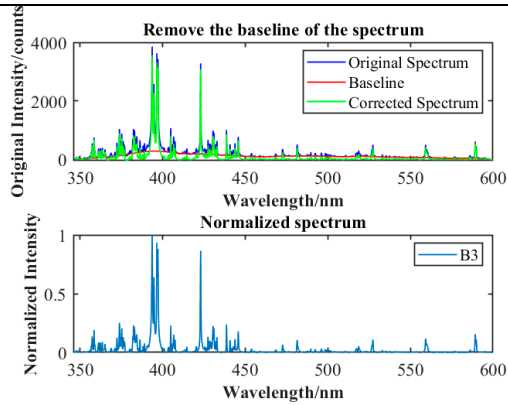 Remove the baseline of the spectrum
Original Intensity/counts
4000
2000
0
Original Spectrum
Baseline
Corrected Spectrum
350 400 450 500 550 600
Wavelength/nm
Normalized spectrum
Normalized Intensity
1
0.5
0
B3
350 400 450 500 550 600
Wavelength/nm